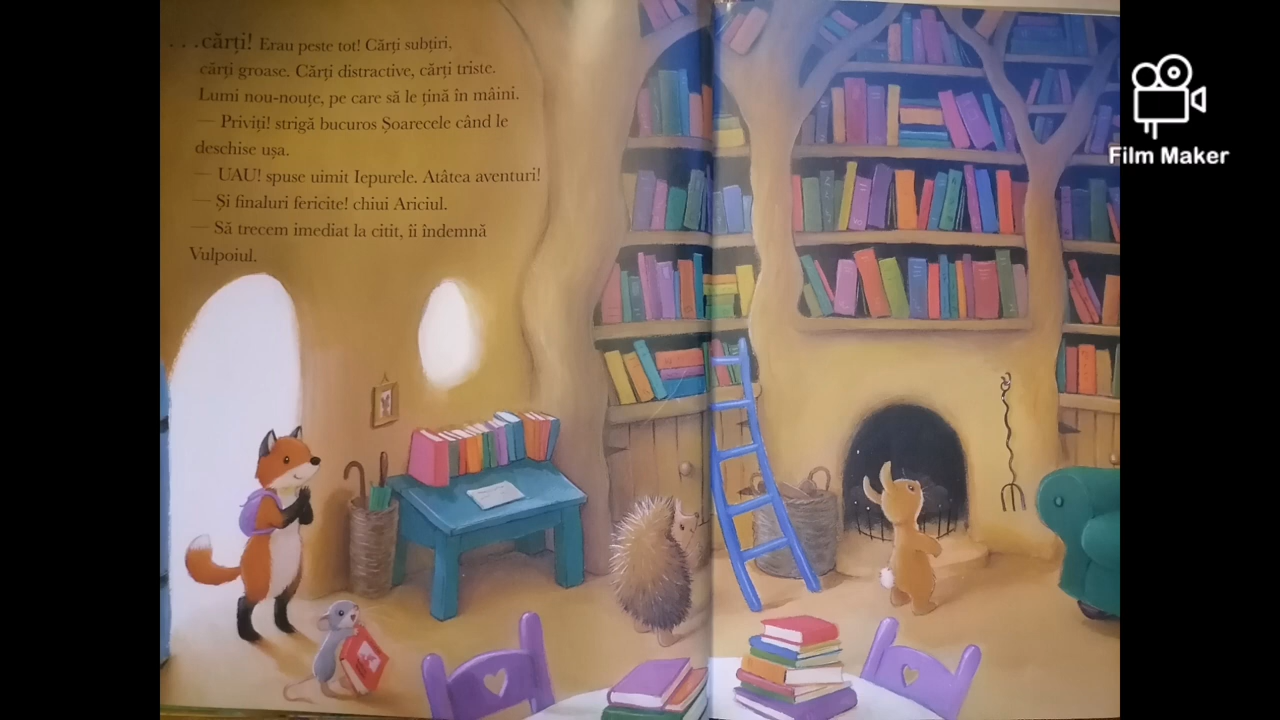 ...cărți! Erau peste tot! Cărți subțiri,
cărți groase. Cărți distractive, cărți triste.
Lumi nou-nouțe, pe care să le țină în mâini.
— Priviți! strigă bucuros Șoarecele când le
deschise ușa.
— UAU! spuse uimit Iepurele. Atâtea aventuri!
— Și finaluri fericite! chiui Ariciul.
— Să trecem imediat la citit, îi îndemnă
Vulpoiul.
Film Maker